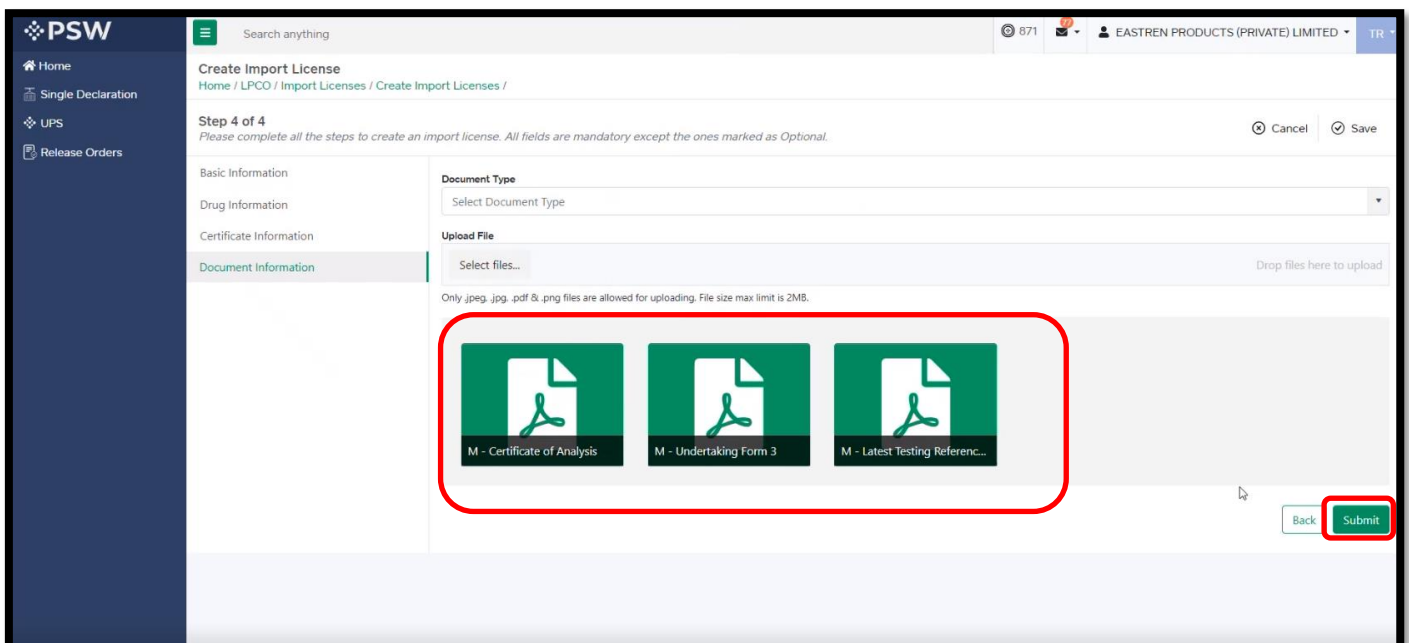 PSW
Search anything
871
77
EASTREN PRODUCTS (PRIVATE) LIMITED
TR
Home
Single Declaration
UPS
Release Orders
Create Import License
Home / LPCO / Import Licenses / Create Import Licenses /
Step 4 of 4
Please complete all the steps to create an import license. All fields are mandatory except the ones marked as Optional.
Cancel
Save
Basic Information
Drug Information
Certificate Information
Document Information
Document Type
Select Document Type
Upload File
Select files...
Drop files here to upload
Only .jpeg, .jpg, .pdf & .png files are allowed for uploading. File size max limit is 2MB.
M - Certificate of Analysis
M - Undertaking Form 3
M - Latest Testing Referenc...
Back
Submit